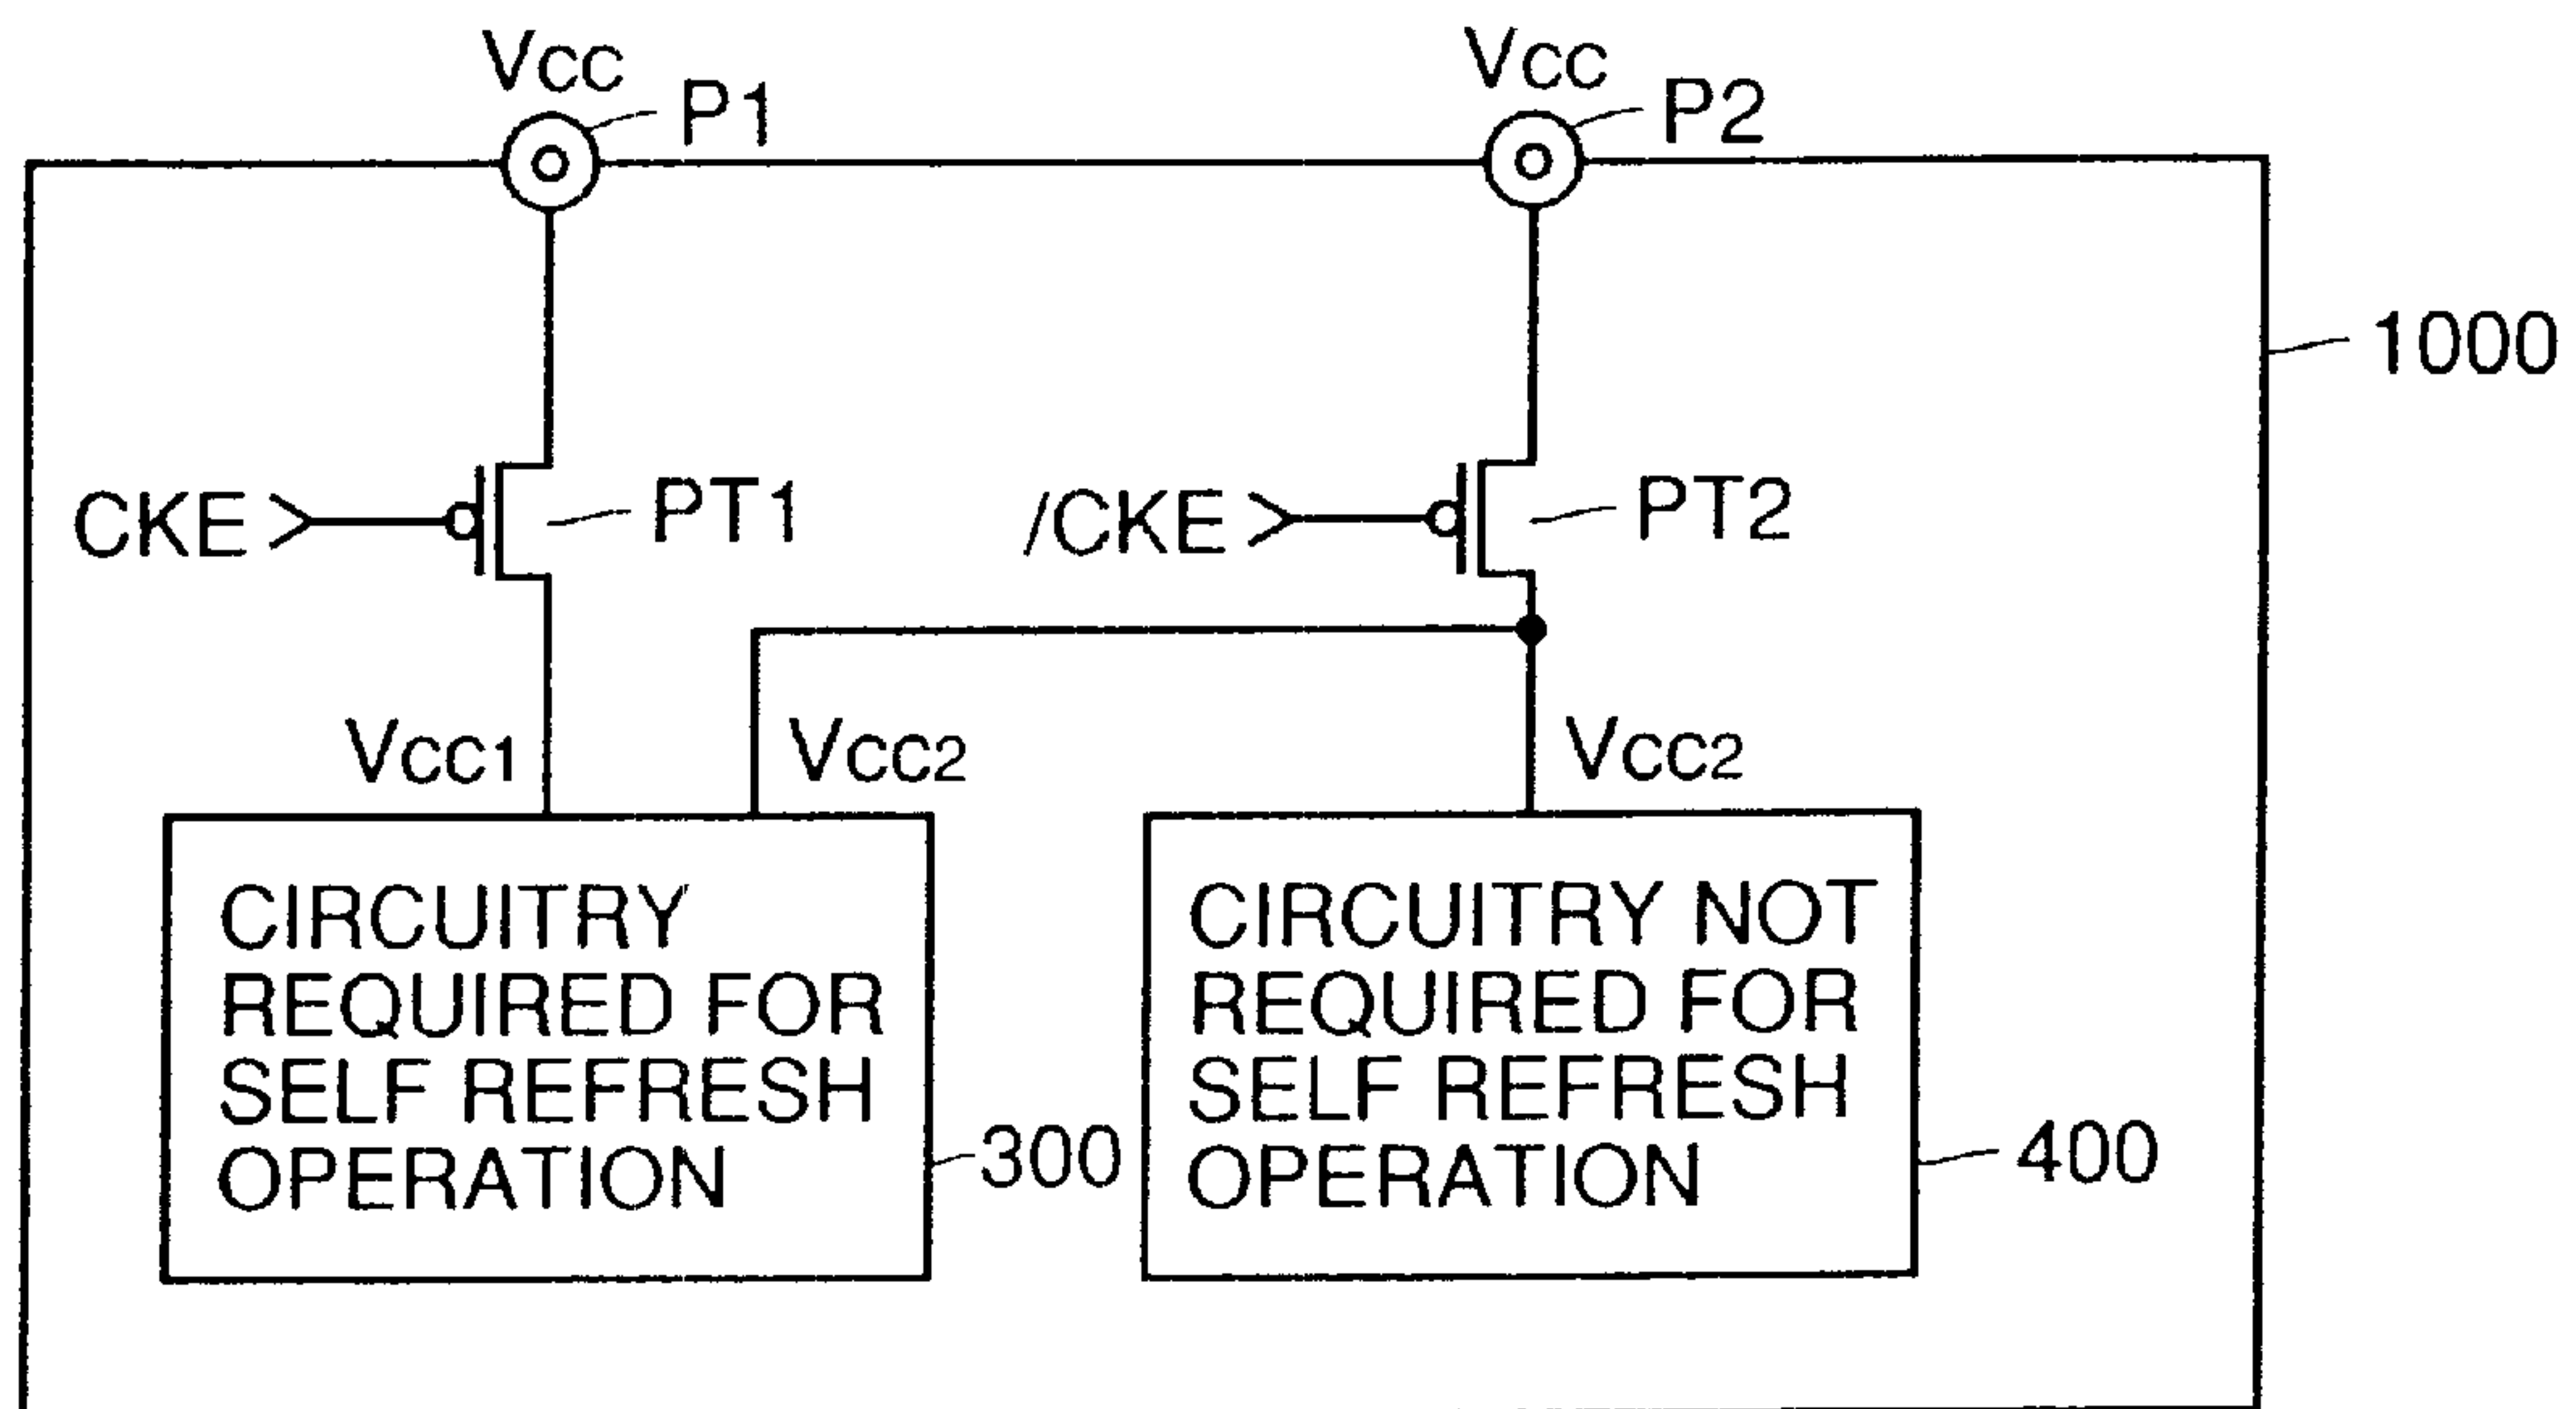 Vcc
P1
Vcc
P2
1000
CKE
PT1
/CKE
PT2
Vcc1
Vcc2
Vcc2
CIRCUITRY
REQUIRED FOR
SELF REFRESH
OPERATION
300
CIRCUITRY NOT
REQUIRED FOR
SELF REFRESH
OPERATION
400